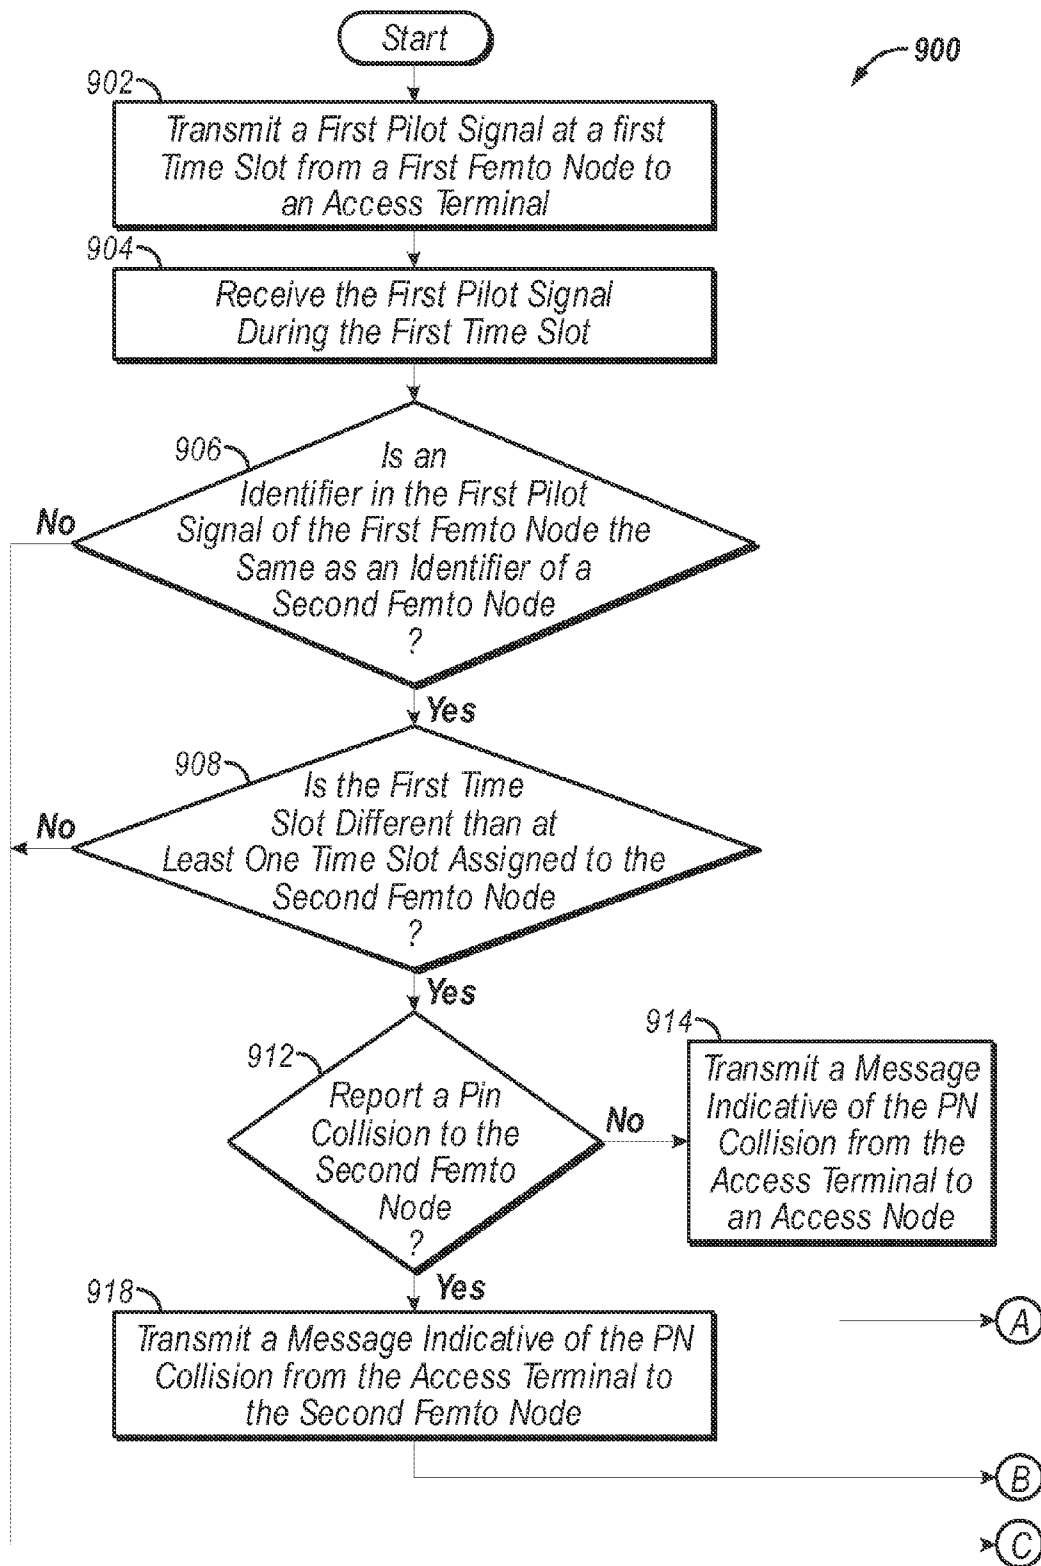 Start
900
902
Transmit a First Pilot Signal at a first
Time Slot from a First Femto Node to
an Access Terminal
904
Receive the First Pilot Signal
During the First Time Slot
906
Is an
Identifier in the First Pilot
Signal of the First Femto Node the
Same as an Identifier of a
Second Femto Node
?
No
Yes
908
Is the First Time
Slot Different than at
Least One Time Slot Assigned to the
Second Femto Node
?
No
Yes
912
Report a Pin
Collision to the
Second Femto
Node
?
No
914
Transmit a Message
Indicative of the PN
Collision from the
Access Terminal to
an Access Node
Yes
918
Transmit a Message Indicative of the PN
Collision from the Access Terminal to
the Second Femto Node
A
B
C